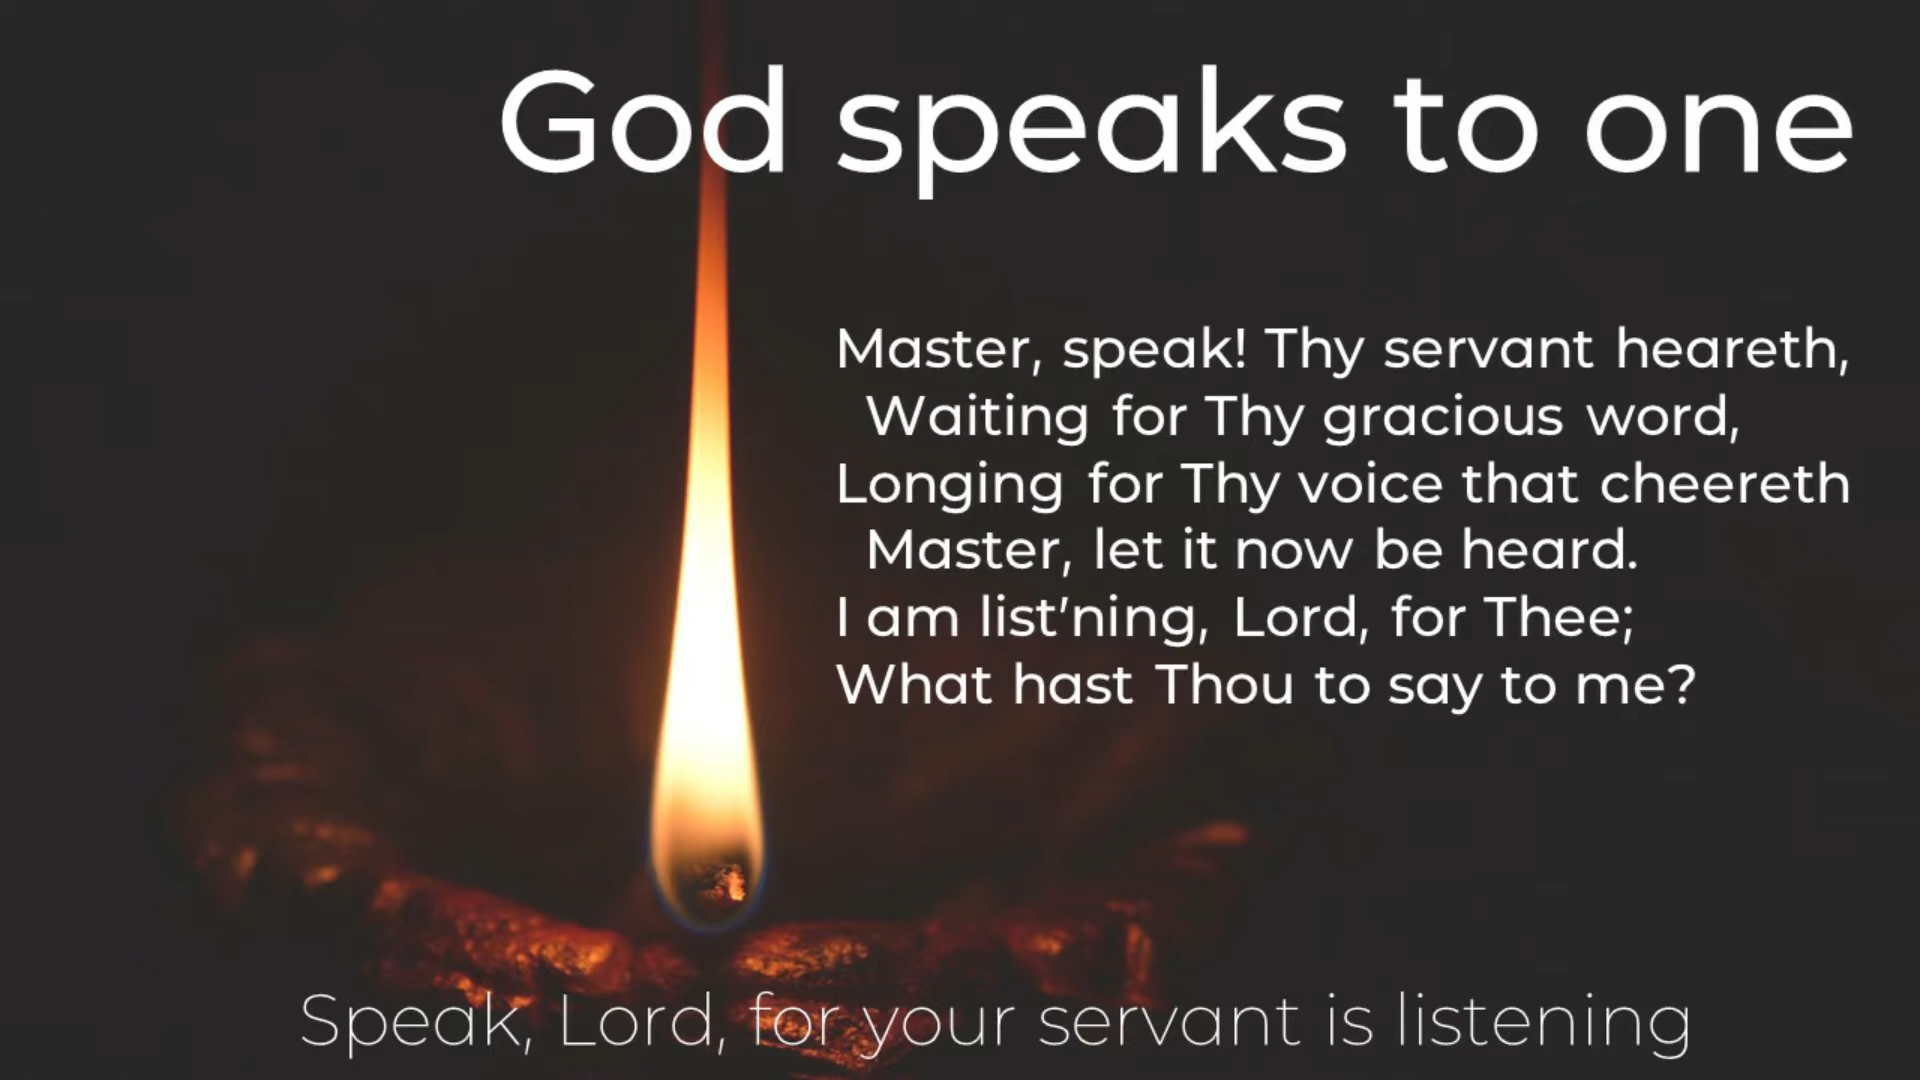 God speaks to one
Master, speak! Thy servant heareth,
Waiting for Thy gracious word,
Longing for Thy voice that cheereth
Master, let it now be heard.
I am list'ning, Lord, for Thee;
What hast Thou to say to me?
Speak, Lord, for your servant is listening